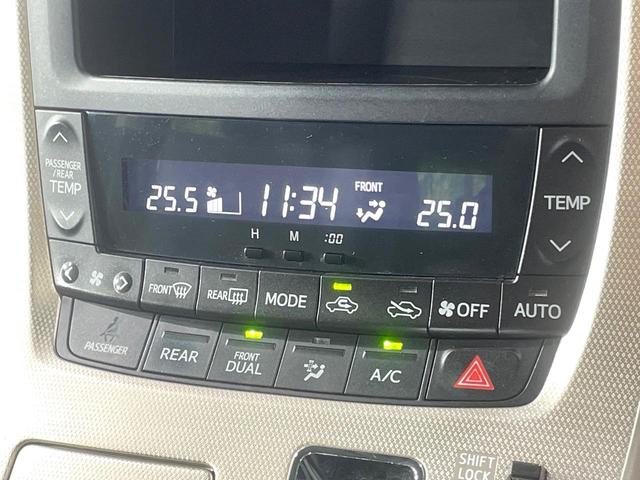 PASSENGER
/REAR
TEMP
25.5
11:34
FRONT
25.0
TEMP
H M :00
FRONT
REAR
MODE
OFF
AUTO
PASSENGER
REAR
FRONT
DUAL
A/C
SHIFT
LOCK